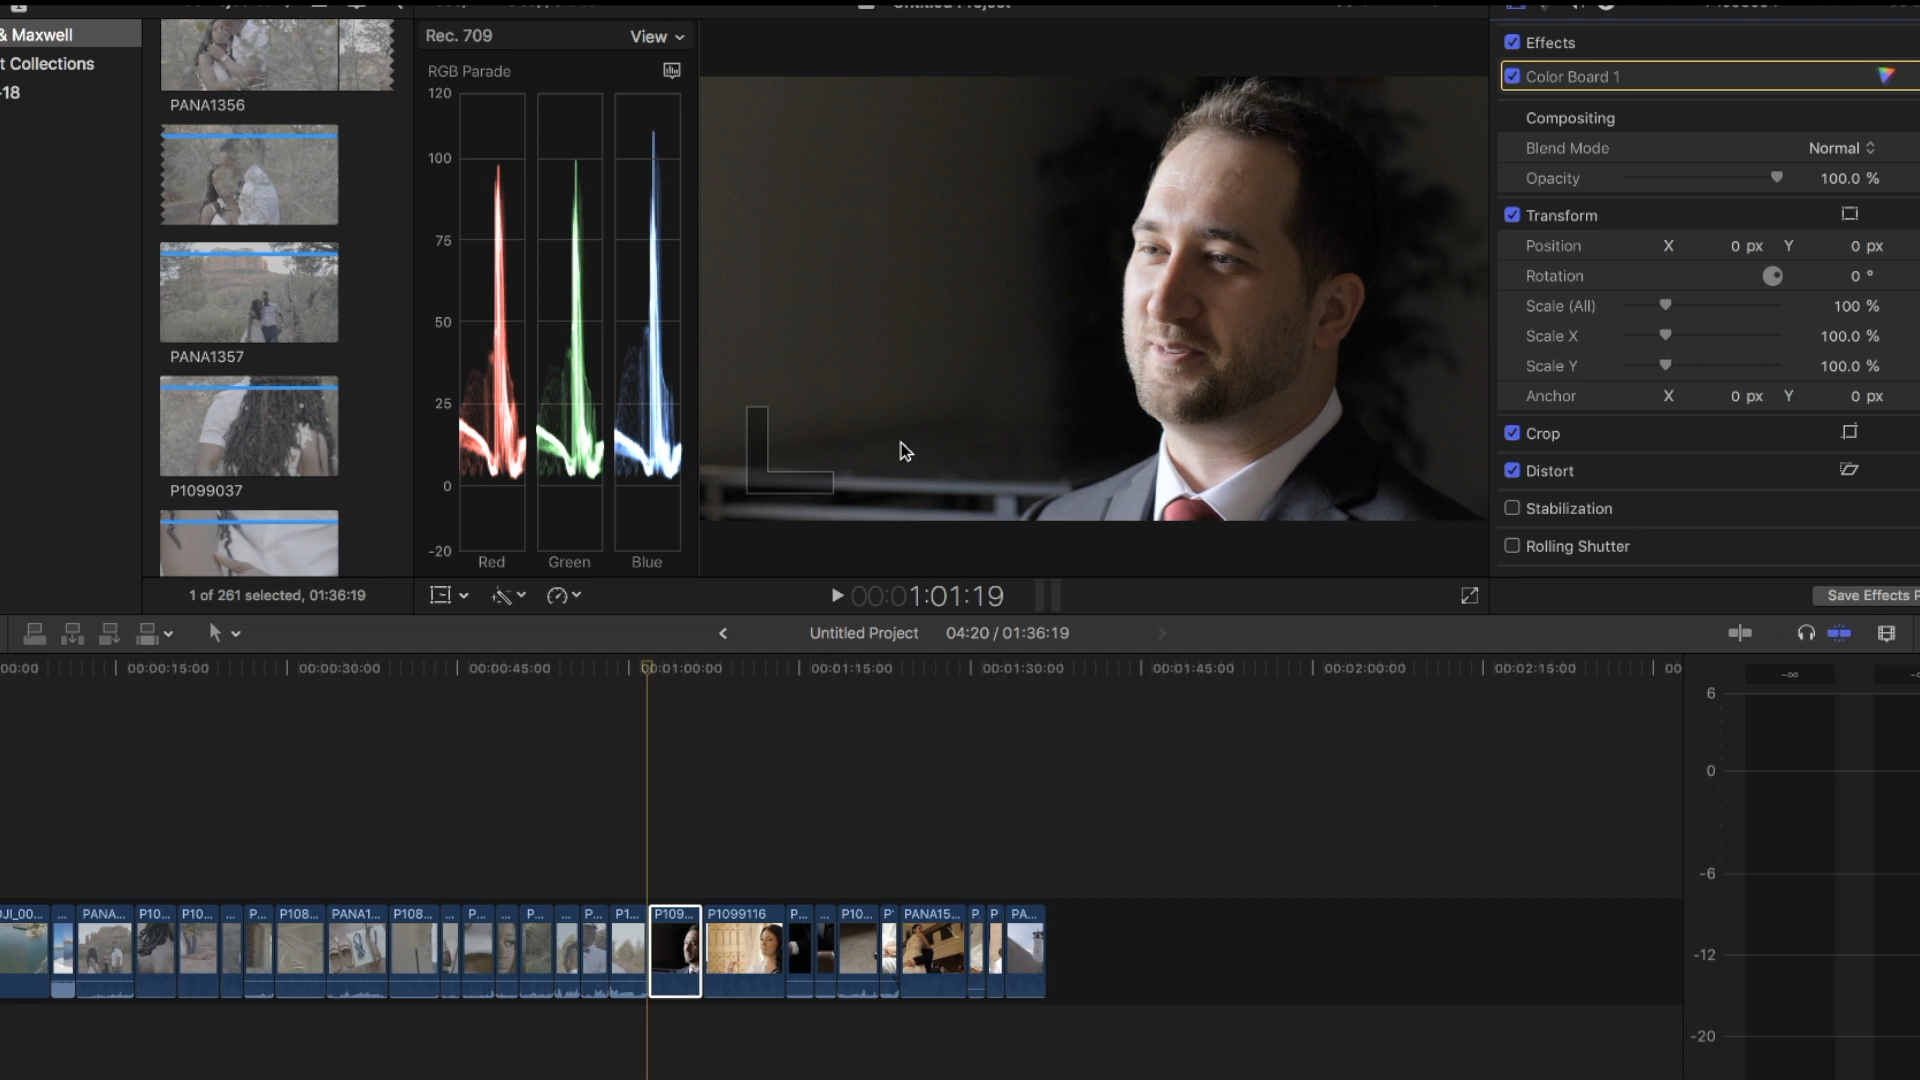 & Maxwell
t Collections
-18
PANA1356
PANA1357
P1099037
1 of 261 selected, 01:36:19
Rec. 709
View
RGB Parade
120
100
75
50
25
0
-20
Red
Green
Blue
00:01:01:19
Effects
Color Board 1
Compositing
Blend Mode
Normal
Opacity
100.0 %
Transform
Position X 0 px Y 0 px
Rotation 0 °
Scale (All) 100 %
Scale X 100.0 %
Scale Y 100.0 %
Anchor X 0 px Y 0 px
Crop
Distort
Stabilization
Rolling Shutter
Save Effects P
Untitled Project 04:20 / 01:36:19
00:00 00:00:15:00 00:00:30:00 00:00:45:00 00:01:00:00 00:01:15:00 00:01:30:00 00:01:45:00 00:02:00:00 00:02:15:00 00
JI_00... ... PANA... P10... P10... ... P... P108... PANA1... P108... ... P... ... P... ... P... P1... P109... P1099116 P... ... P10... P PANA15... P P PA...
-∞
6
0
-6
-12
-20